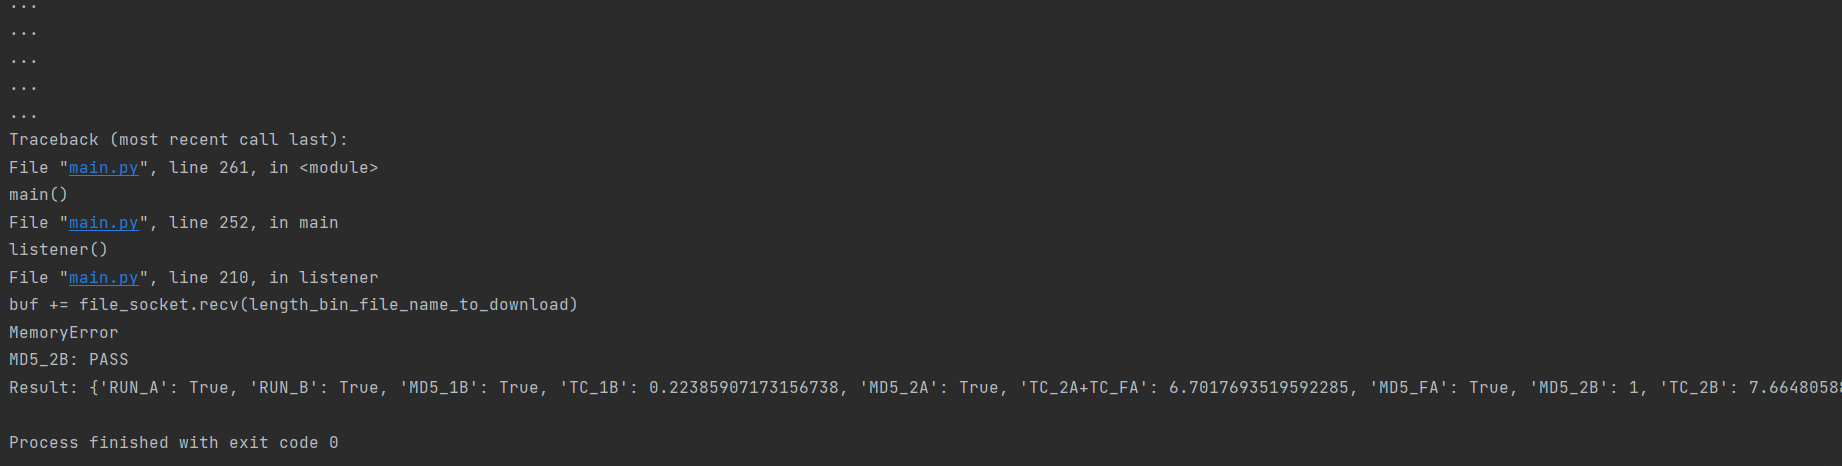 ...
...
...
...
...
Traceback (most recent call last):
File "main.py", line 261, in <module>
main()
File "main.py", line 252, in main
listener()
File "main.py", line 210, in listener
buf += file_socket.recv(length_bin_file_name_to_download)
MemoryError
MD5_2B: PASS
Result: {'RUN_A': True, 'RUN_B': True, 'MD5_1B': True, 'TC_1B': 0.22385907173156738, 'MD5_2A': True, 'TC_2A+TC_FA': 6.7017693519592285, 'MD5_FA': True, 'MD5_2B': 1, 'TC_2B': 7.6648058
Process finished with exit code 0